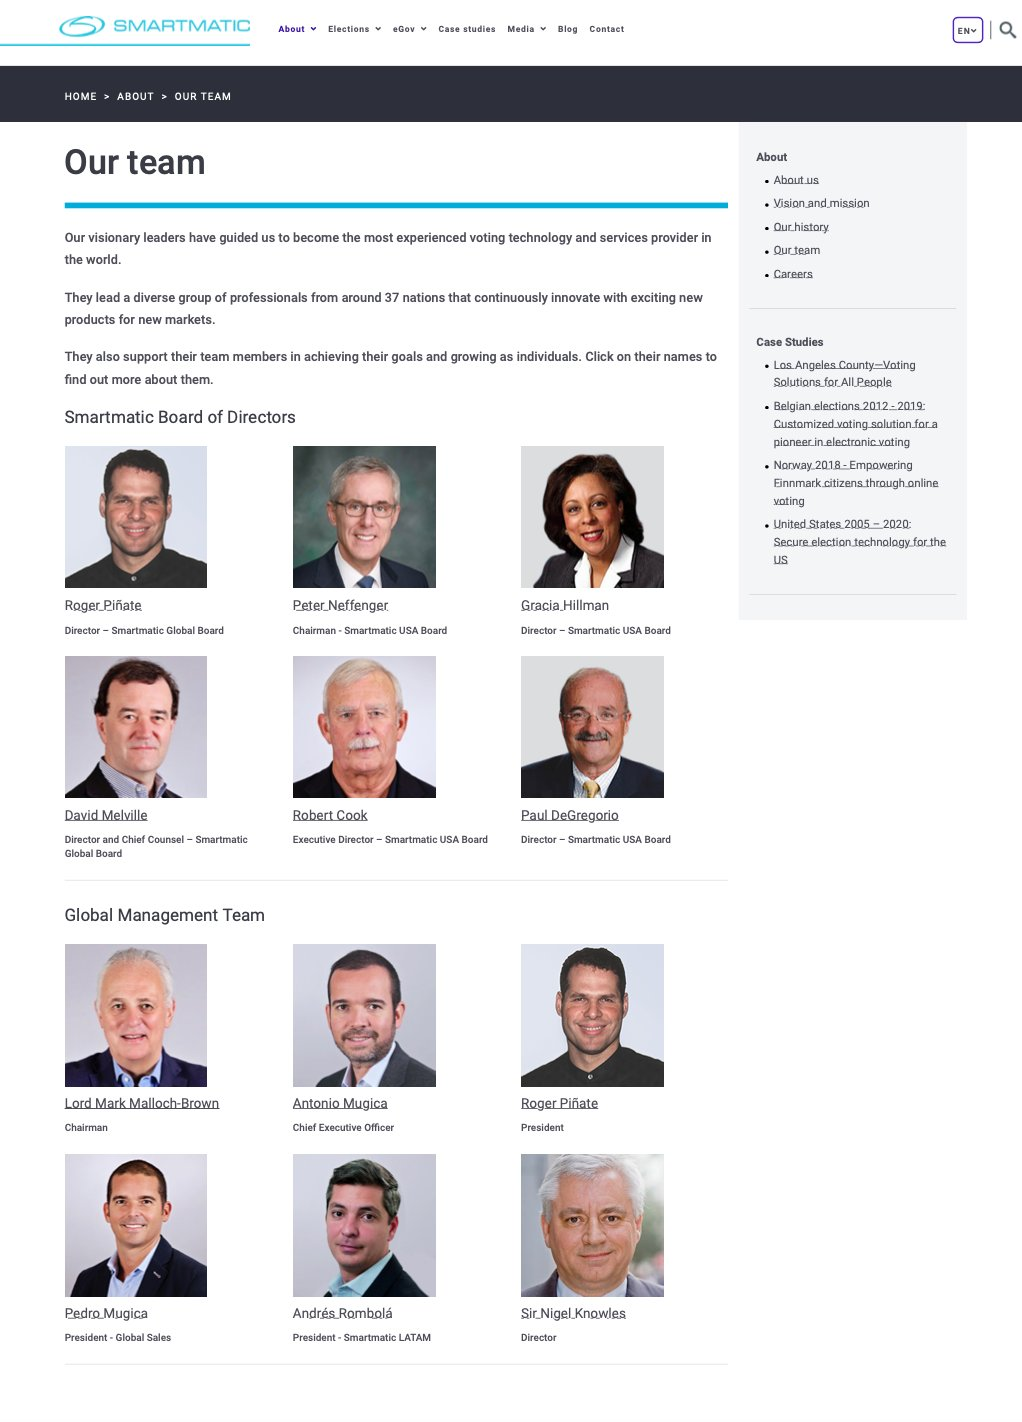 SMARTMATIC
About Elections eGov Case studies Media Blog Contact
EN
HOME > ABOUT > OUR TEAM
Our team
Our visionary leaders have guided us to become the most experienced voting technology and services provider in
the world.
They lead a diverse group of professionals from around 37 nations that continuously innovate with exciting new
products for new markets.
They also support their team members in achieving their goals and growing as individuals. Click on their names to
find out more about them.
Smartmatic Board of Directors
Roger Piñate
Director – Smartmatic Global Board
Peter Neffenger
Chairman - Smartmatic USA Board
Gracia Hillman
Director – Smartmatic USA Board
David Melville
Director and Chief Counsel – Smartmatic
Global Board
Robert Cook
Executive Director – Smartmatic USA Board
Paul DeGregorio
Director – Smartmatic USA Board
Global Management Team
Lord Mark Malloch-Brown
Chairman
Antonio Mugica
Chief Executive Officer
Roger Piñate
President
Pedro Mugica
President - Global Sales
Andrés Rombolá
President - Smartmatic LATAM
Sir Nigel Knowles
Director
About
• About us
• Vision and mission
• Our history
• Our team
• Careers
Case Studies
• Los Angeles County—Voting
Solutions for All People
• Belgian elections 2012 - 2019:
Customized voting solution for a
pioneer in electronic voting
• Norway 2018 - Empowering
Finnmark citizens through online
voting
• United States 2005 – 2020:
Secure election technology for the
US